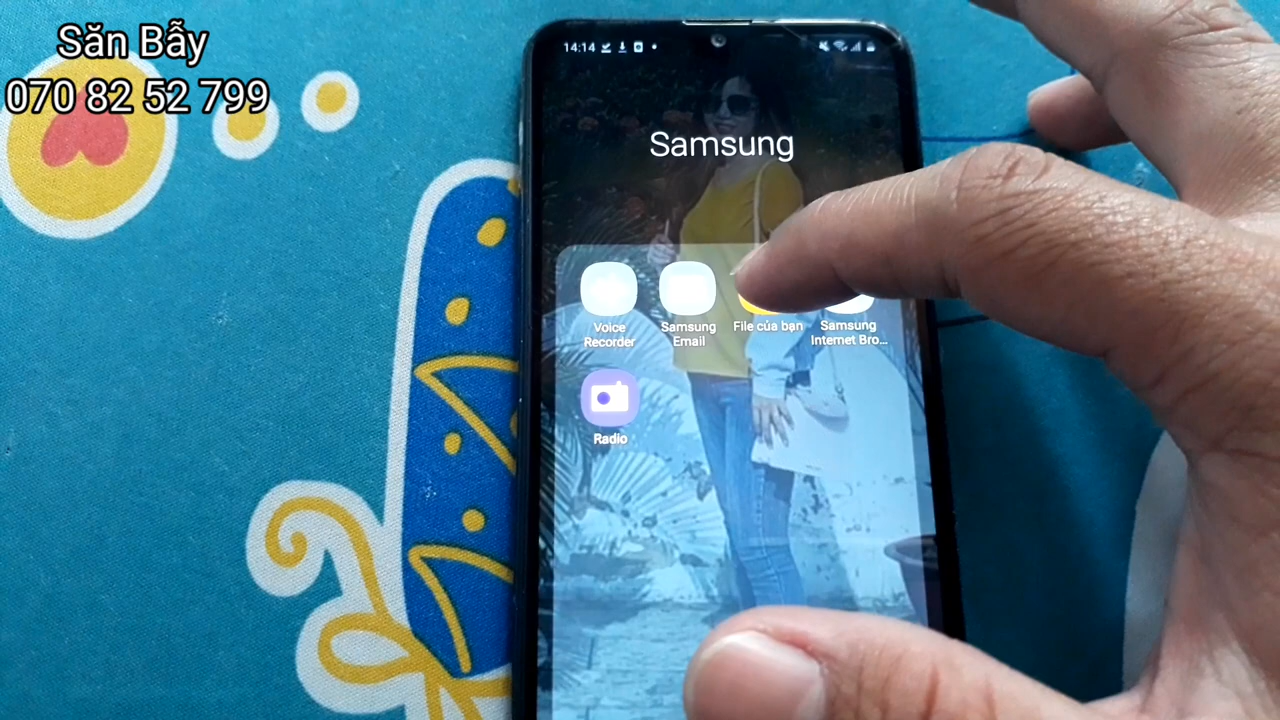 Săn Bẫy
070 82 52 799
14:14
Samsung
Voice
Recorder
Samsung
Email
File của bạn
Samsung
Internet Bro...
Radio